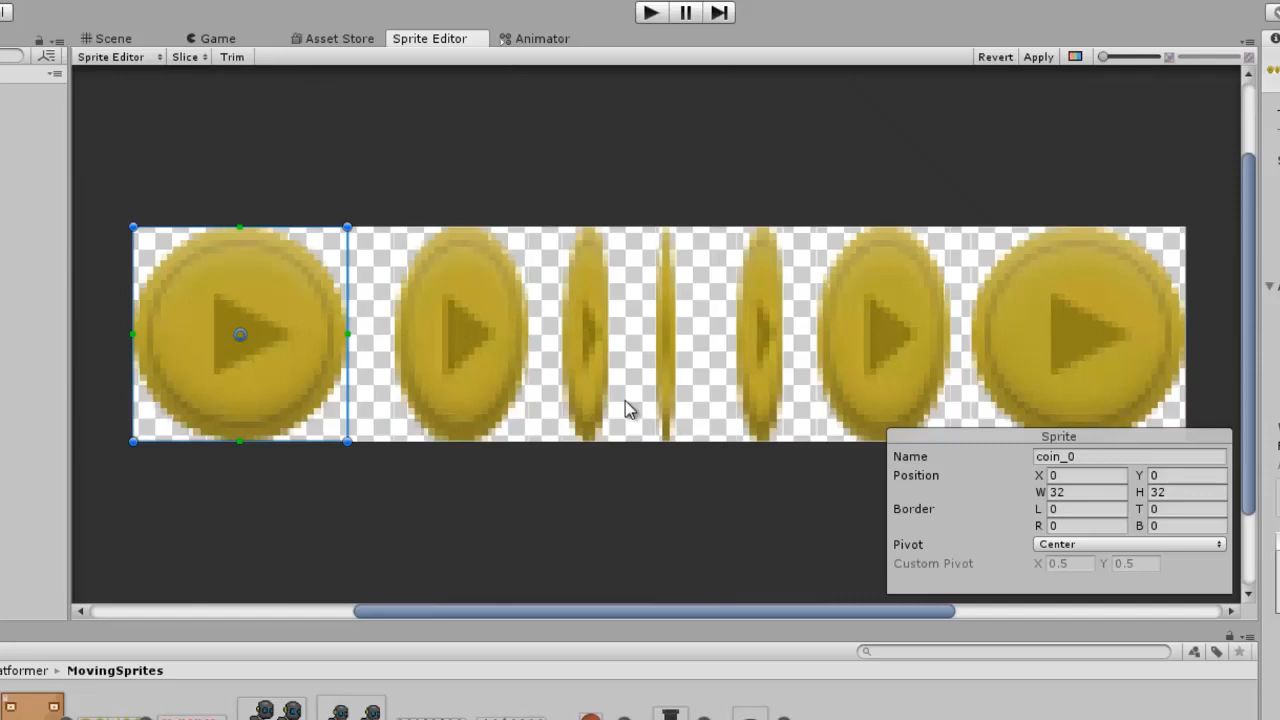 Scene Game Asset Store Sprite Editor Animator
Sprite Editor Slice Trim Revert Apply
Sprite
Name coin_0
Position X 0 Y 0
W 32 H 32
Border L 0 T 0
R 0 B 0
Pivot Center
Custom Pivot X 0.5 Y 0.5
atformer ▸ MovingSprites